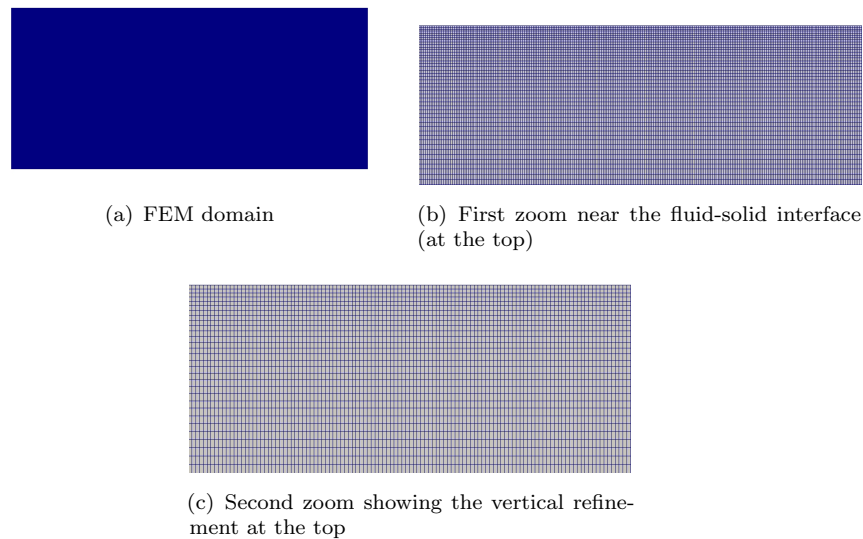 (a) FEM domain
(b) First zoom near the fluid-solid interface
(at the top)
(c) Second zoom showing the vertical refine-
ment at the top